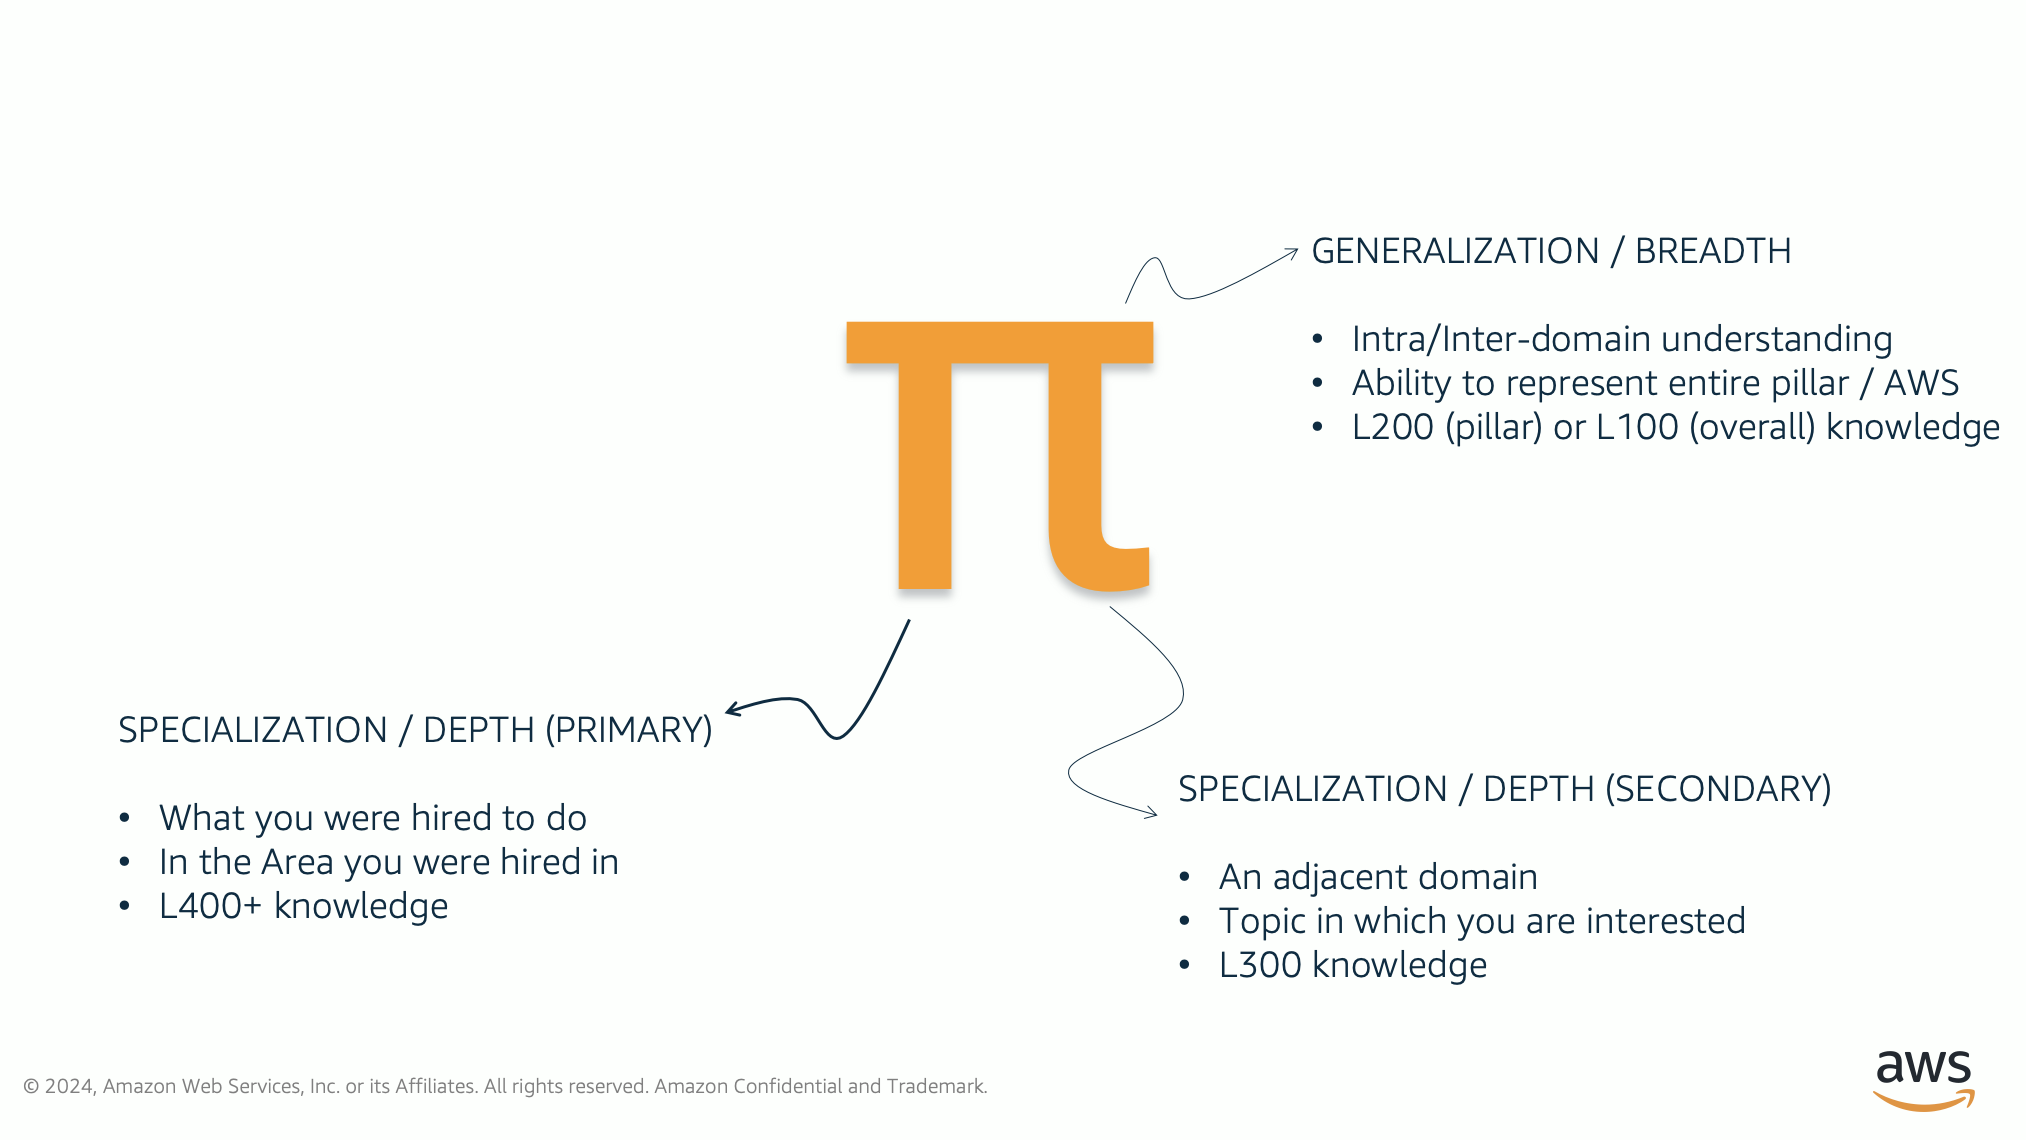 GENERALIZATION / BREADTH
• Intra/Inter-domain understanding
• Ability to represent entire pillar / AWS
• L200 (pillar) or L100 (overall) knowledge
π
SPECIALIZATION / DEPTH (PRIMARY)
• What you were hired to do
• In the Area you were hired in
• L400+ knowledge
SPECIALIZATION / DEPTH (SECONDARY)
• An adjacent domain
• Topic in which you are interested
• L300 knowledge
© 2024, Amazon Web Services, Inc. or its Affiliates. All rights reserved. Amazon Confidential and Trademark.
aws